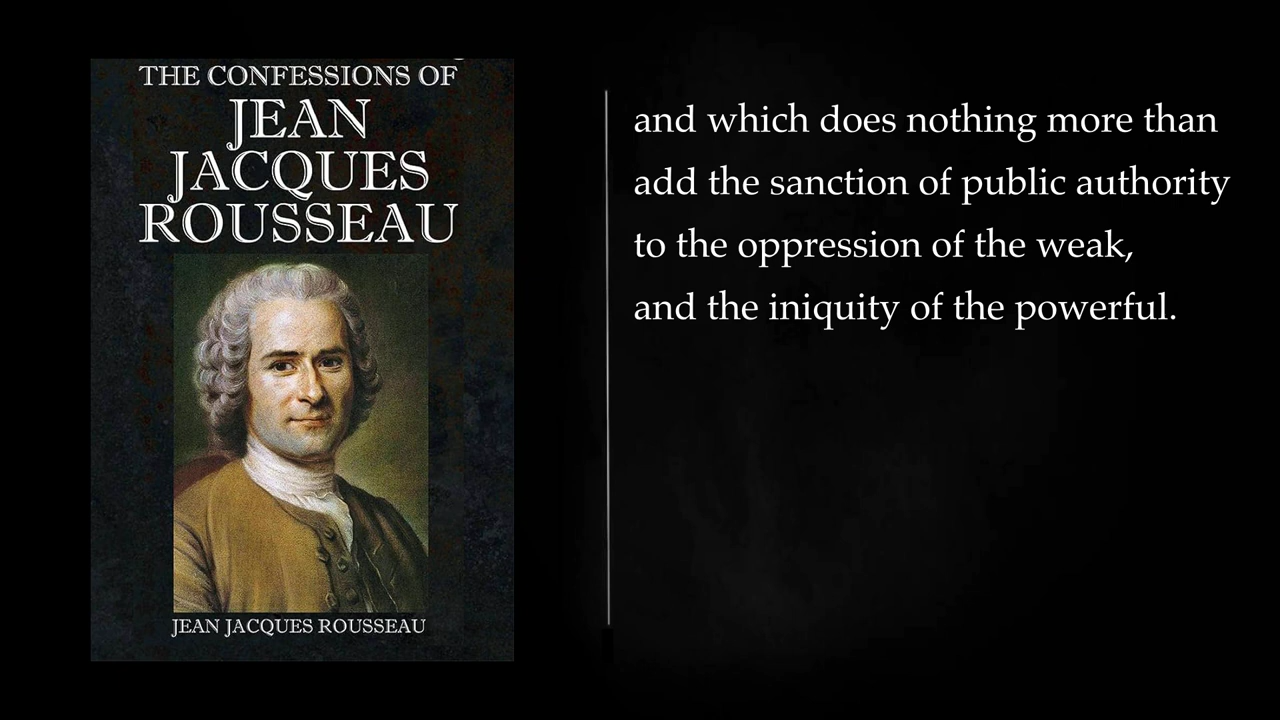 THE CONFESSIONS OF
JEAN
JACQUES
ROUSSEAU
JEAN JACQUES ROUSSEAU
and which does nothing more than
add the sanction of public authority
to the oppression of the weak,
and the iniquity of the powerful.